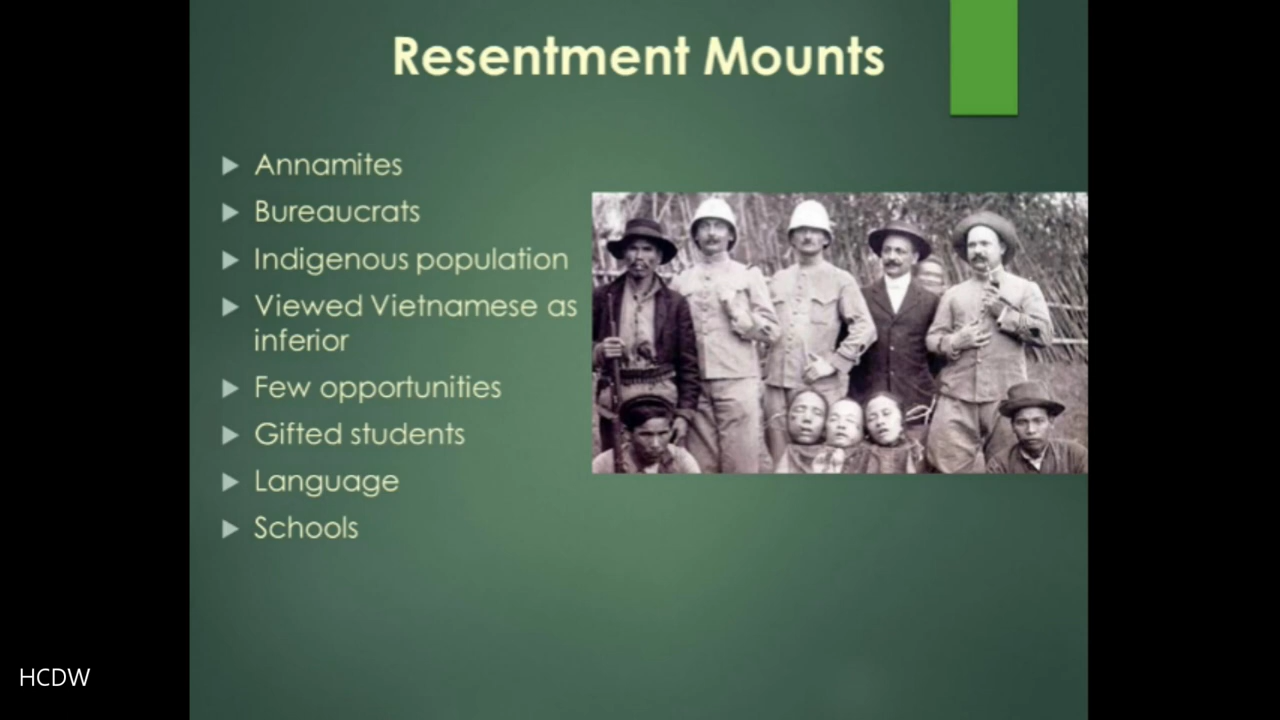 Resentment Mounts
Annamites
Bureaucrats
Indigenous population
Viewed Vietnamese as
inferior
Few opportunities
Gifted students
Language
Schools
HCDW